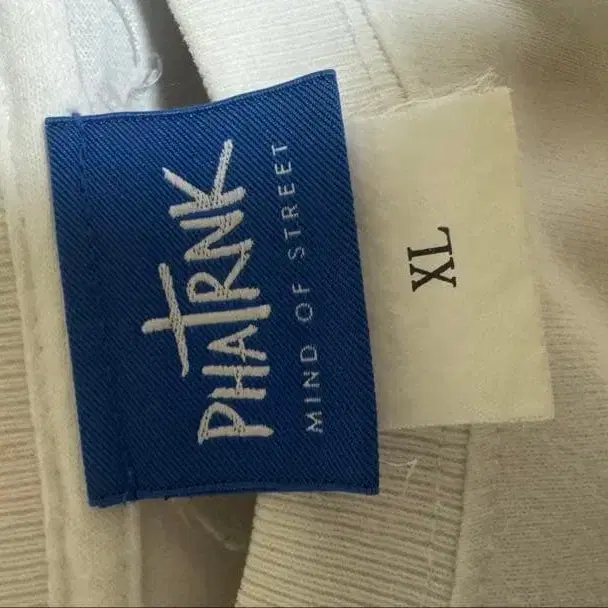 PHATRNK
MIND OF STREET
XL